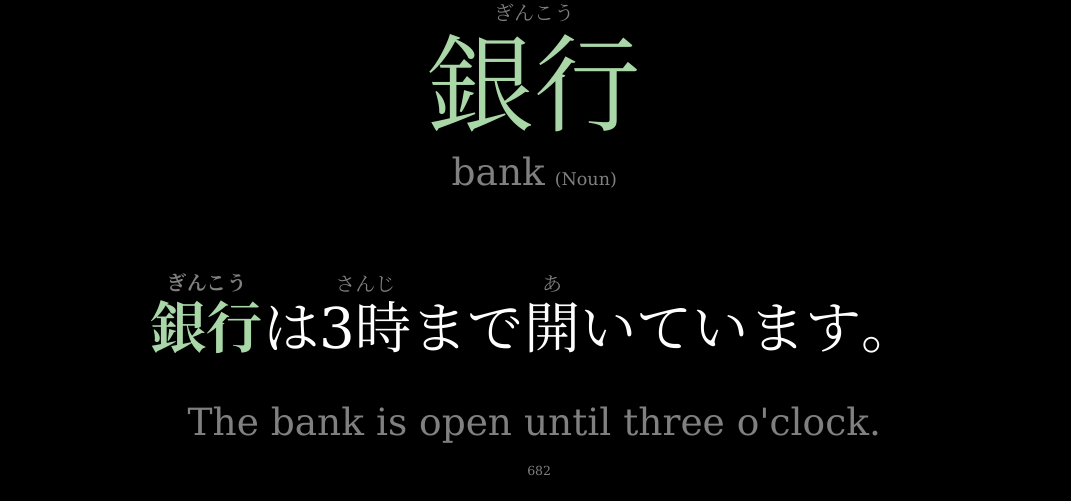 ぎんこう
銀行
bank (Noun)
ぎんこう さんじ あ
銀行は3時まで開いています。
The bank is open until three o'clock.
682